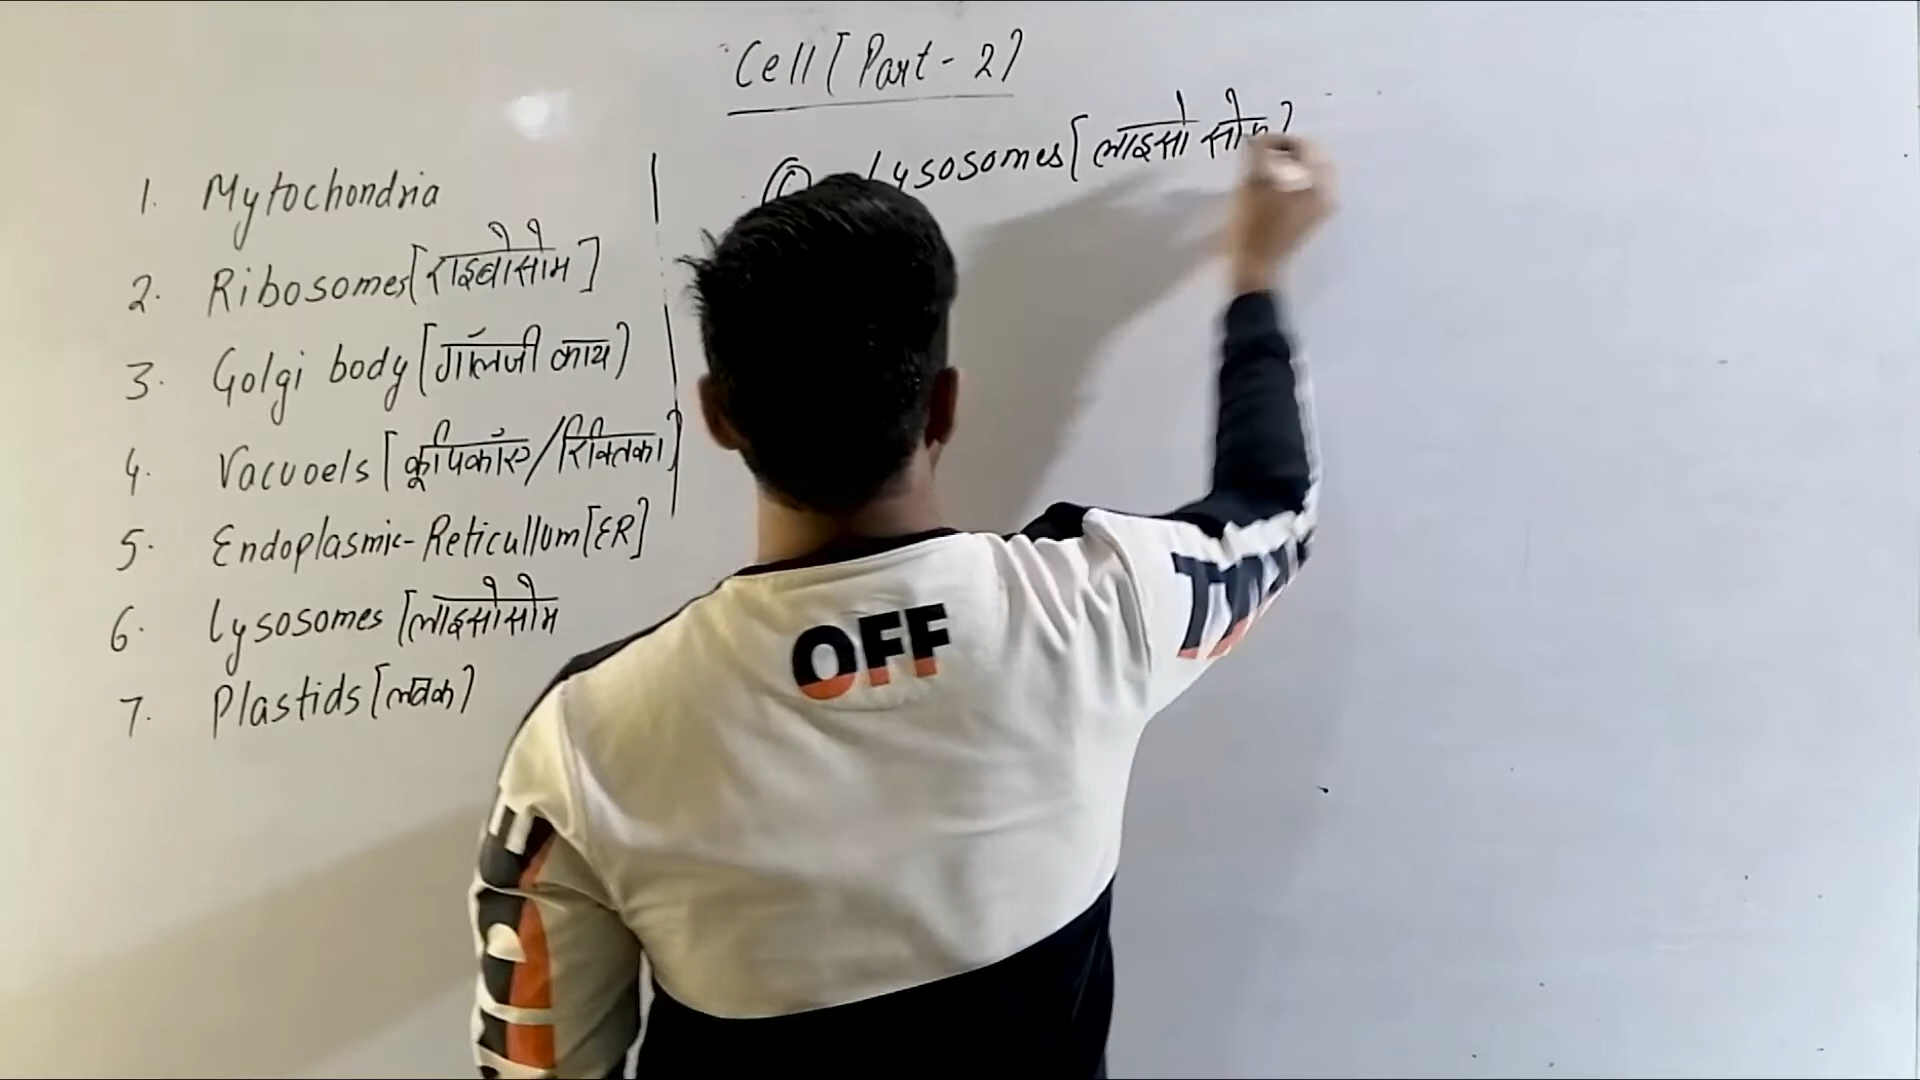 Cell [Part-2]
1. Mytochondria
2. Ribosomes [राइबोसोम]
3. Golgi body [गॉलजी काय)
4. Vacuoels [कूपिकाॅए/रिक्तिका]
5. Endoplasmic-Reticullum [ER]
6. Lysosomes [लाइसोसोम
7. Plastids [लवक)
Lysosomes [लाइसो सोम]
OFF